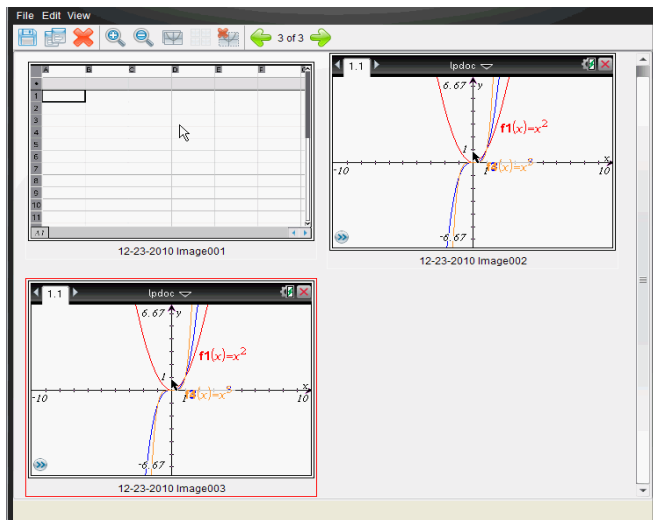 File Edit View
3 of 3
A B C D E F G
1
2
3
4
5
6
7
8
9
10
11
A1
12-23-2010 Image001
1.1 lpdoc
6.67 y
f1(x)=x²
1
x
-10 1 10
-6.67
12-23-2010 Image002
1.1 lpdoc
6.67 y
f1(x)=x²
1
x
-10 1 10
-6.67
12-23-2010 Image003